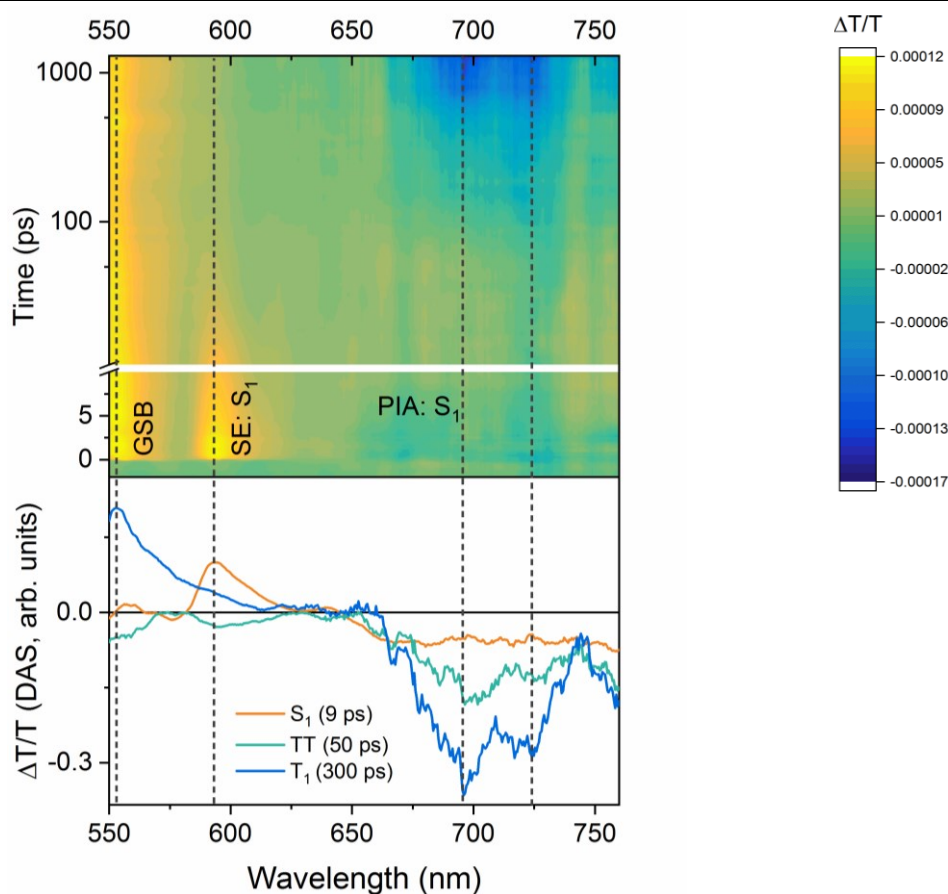 550 600 650 700 750
ΔT/T
1000
100
5
0
Time (ps)
GSB
SE: S₁
PIA: S₁
0.00012
0.00009
0.00005
0.00001
-0.00002
-0.00006
-0.00010
-0.00013
-0.00017
0.0
-0.3
ΔT/T (DAS, arb. units)
S₁ (9 ps)
TT (50 ps)
T₁ (300 ps)
550 600 650 700 750
Wavelength (nm)